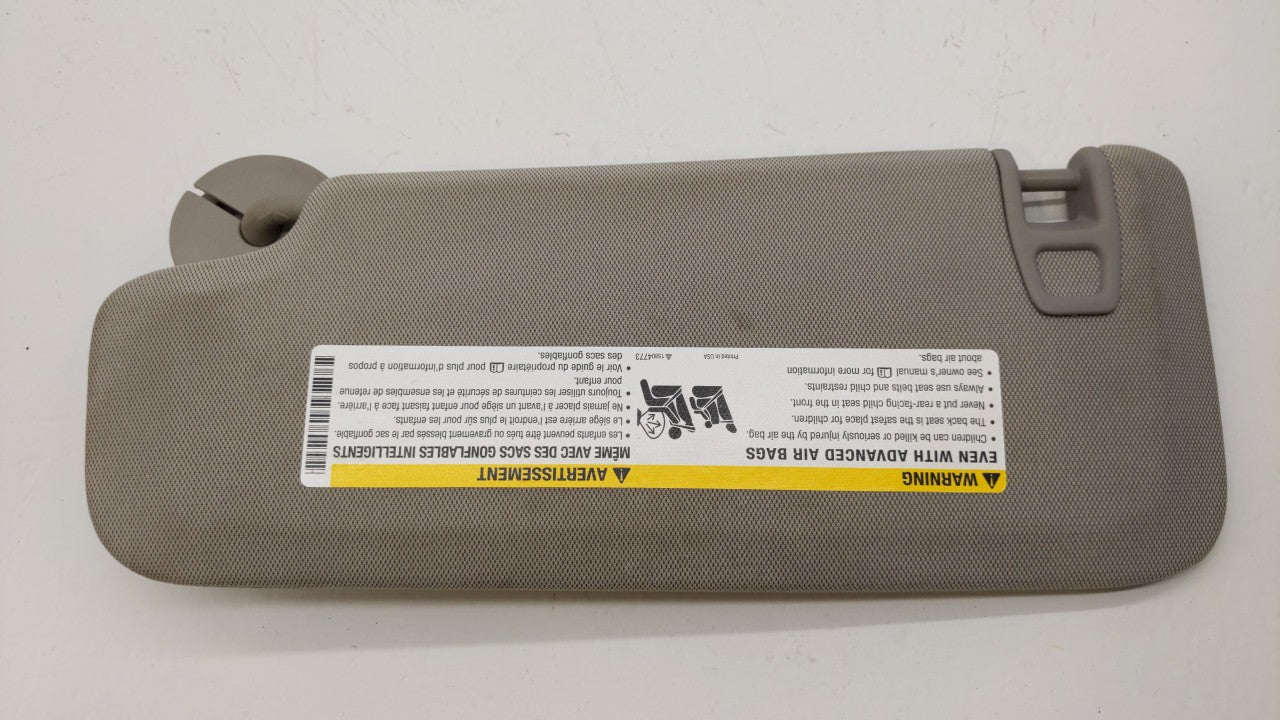 WARNING
EVEN WITH ADVANCED AIR BAGS
• Children can be killed or seriously injured by the air bag.
• The back seat is the safest place for children.
• Never put a rear-facing child seat in the front.
• Always use seat belts and child restraints.
• See owner's manual for more information
about air bags.
Printed in USA
15804773
AVERTISSEMENT
MÊME AVEC DES SACS GONFLABLES INTELLIGENTS
• Les enfants peuvent être tués ou gravement blessés par le sac gonflable.
• Le siège arrière est l'endroit le plus sûr pour les enfants.
• Ne jamais placer à l'avant un siège pour enfant faisant face à l'arrière.
• Toujours utiliser les ceintures de sécurité et les ensembles de retenue
pour enfant.
• Voir le guide du propriétaire pour plus d'information à propos
des sacs gonflables.